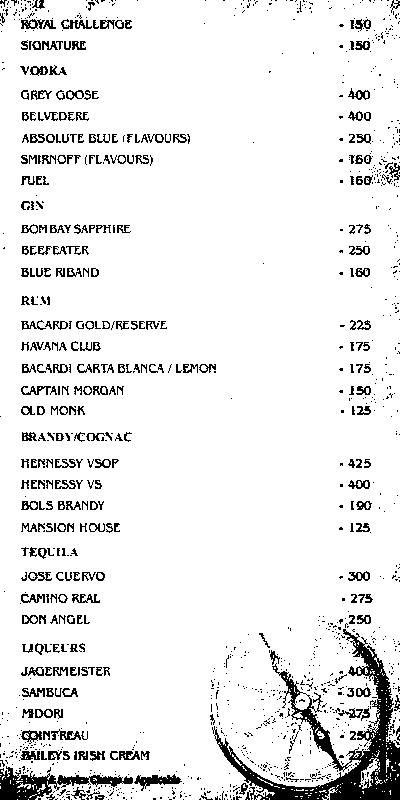 ROYAL CHALLENGE - 150
SIGNATURE - 150
VODKA
GREY GOOSE - 400
BELVEDERE - 400
ABSOLUTE BLUE (FLAVOURS) - 250
SMIRNOFF (FLAVOURS) - 160
FUEL - 160
GIN
BOMBAY SAPPHIRE - 275
BEEFEATER - 250
BLUE RIBAND - 160
RUM
BACARDI GOLD/RESERVE - 225
HAVANA CLUB - 175
BACARDI CARTA BLANCA / LEMON - 175
CAPTAIN MORGAN - 150
OLD MONK - 125
BRANDY/COGNAC
HENNESSY VSOP - 425
HENNESSY VS - 400
BOLS BRANDY - 190
MANSION HOUSE - 125
TEQUILA
JOSE CUERVO - 300
CAMINO REAL - 275
DON ANGEL - 250
LIQUEURS
JAGERMEISTER - 400
SAMBUCA - 300
MIDORI - 275
COINTREAU - 250
BAILEYS IRISH CREAM
& Service Charge as Applicable